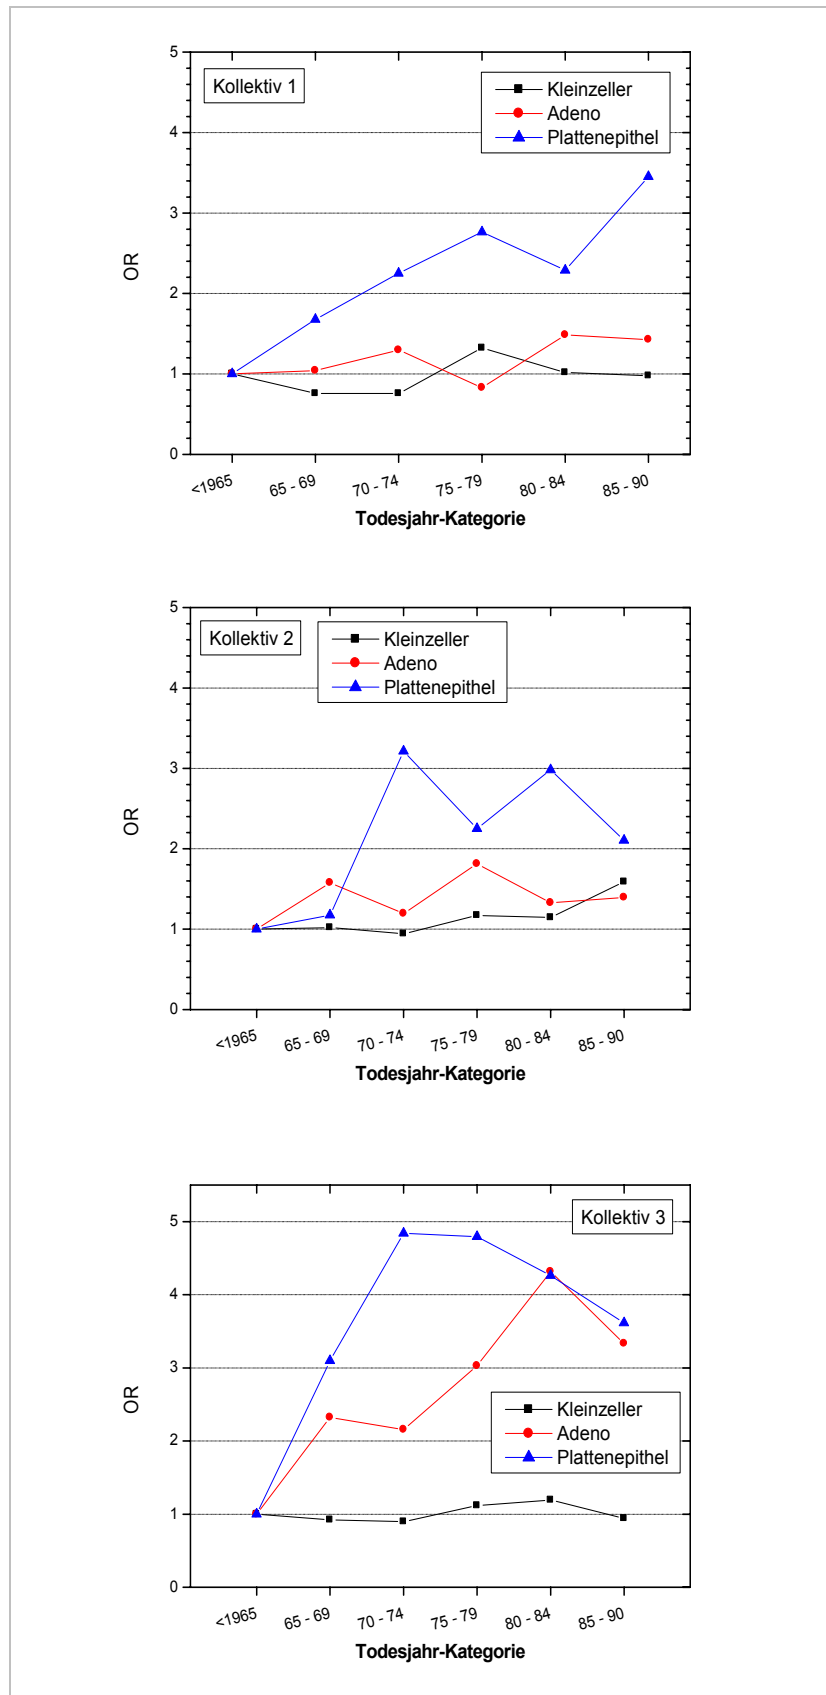 5
Kollektiv 1
Kleinzeller
Adeno
Plattenepithel
4
3
OR
2
1
0
<1965 65 - 69 70 - 74 75 - 79 80 - 84 85 - 90
Todesjahr-Kategorie
5
Kollektiv 2
Kleinzeller
Adeno
Plattenepithel
4
3
OR
2
1
0
<1965 65 - 69 70 - 74 75 - 79 80 - 84 85 - 90
Todesjahr-Kategorie
5
Kollektiv 3
4
3
OR
Kleinzeller
Adeno
Plattenepithel
2
1
0
<1965 65 - 69 70 - 74 75 - 79 80 - 84 85 - 90
Todesjahr-Kategorie